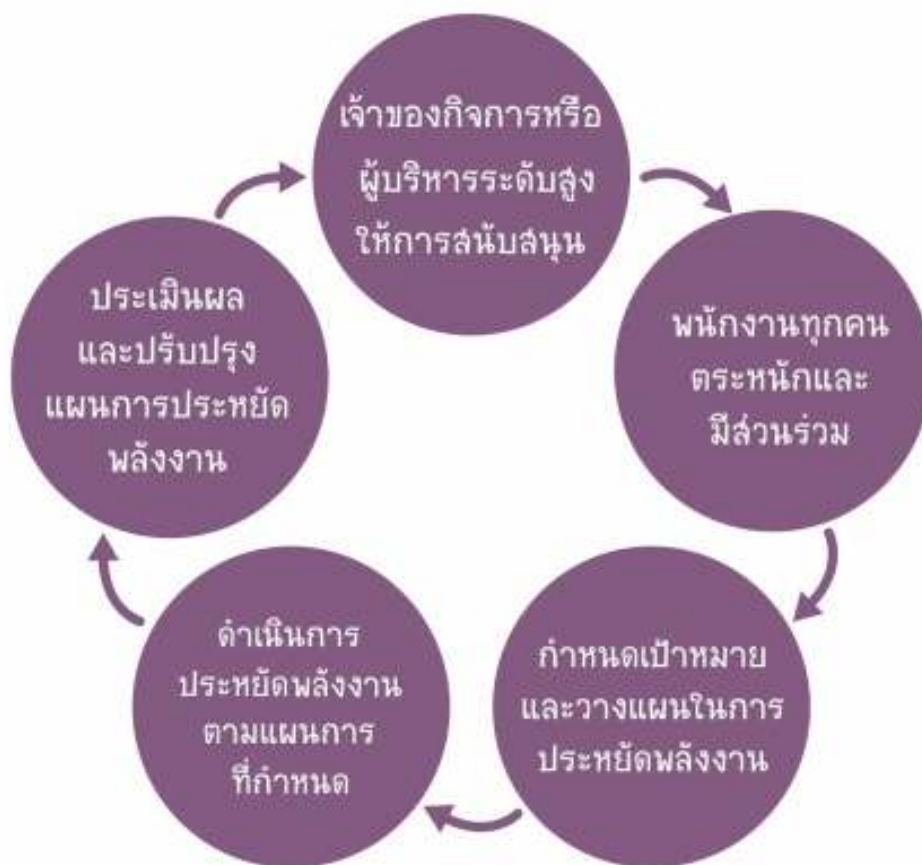 เจ้าของกิจการหรือ
ผู้บริหารระดับสูง
ให้การสนับสนุน
พนักงานทุกคน
ตระหนักและ
มีส่วนร่วม
กำหนดเป้าหมาย
และวางแผนในการ
ประหยัดพลังงาน
ดำเนินการ
ประหยัดพลังงาน
ตามแผนการ
ที่กำหนด
ประเมินผล
และปรับปรุง
แผนการประหยัด
พลังงาน